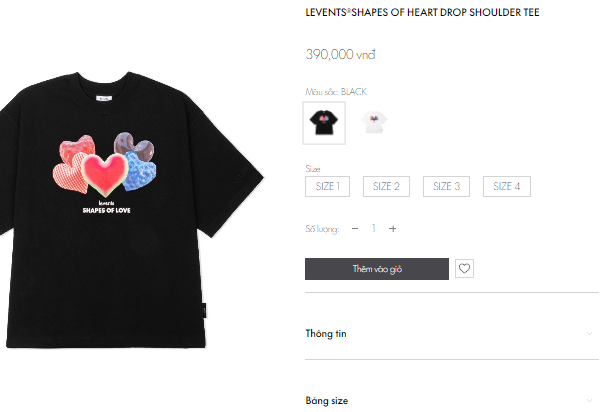 LEVENTS®SHAPES OF HEART DROP SHOULDER TEE
390,000 vnđ
Màu sắc: BLACK
Size
SIZE 1 SIZE 2 SIZE 3 SIZE 4
Số lượng: − 1 +
Thêm vào giỏ
levents
SHAPES OF LOVE
Thông tin
Bảng size